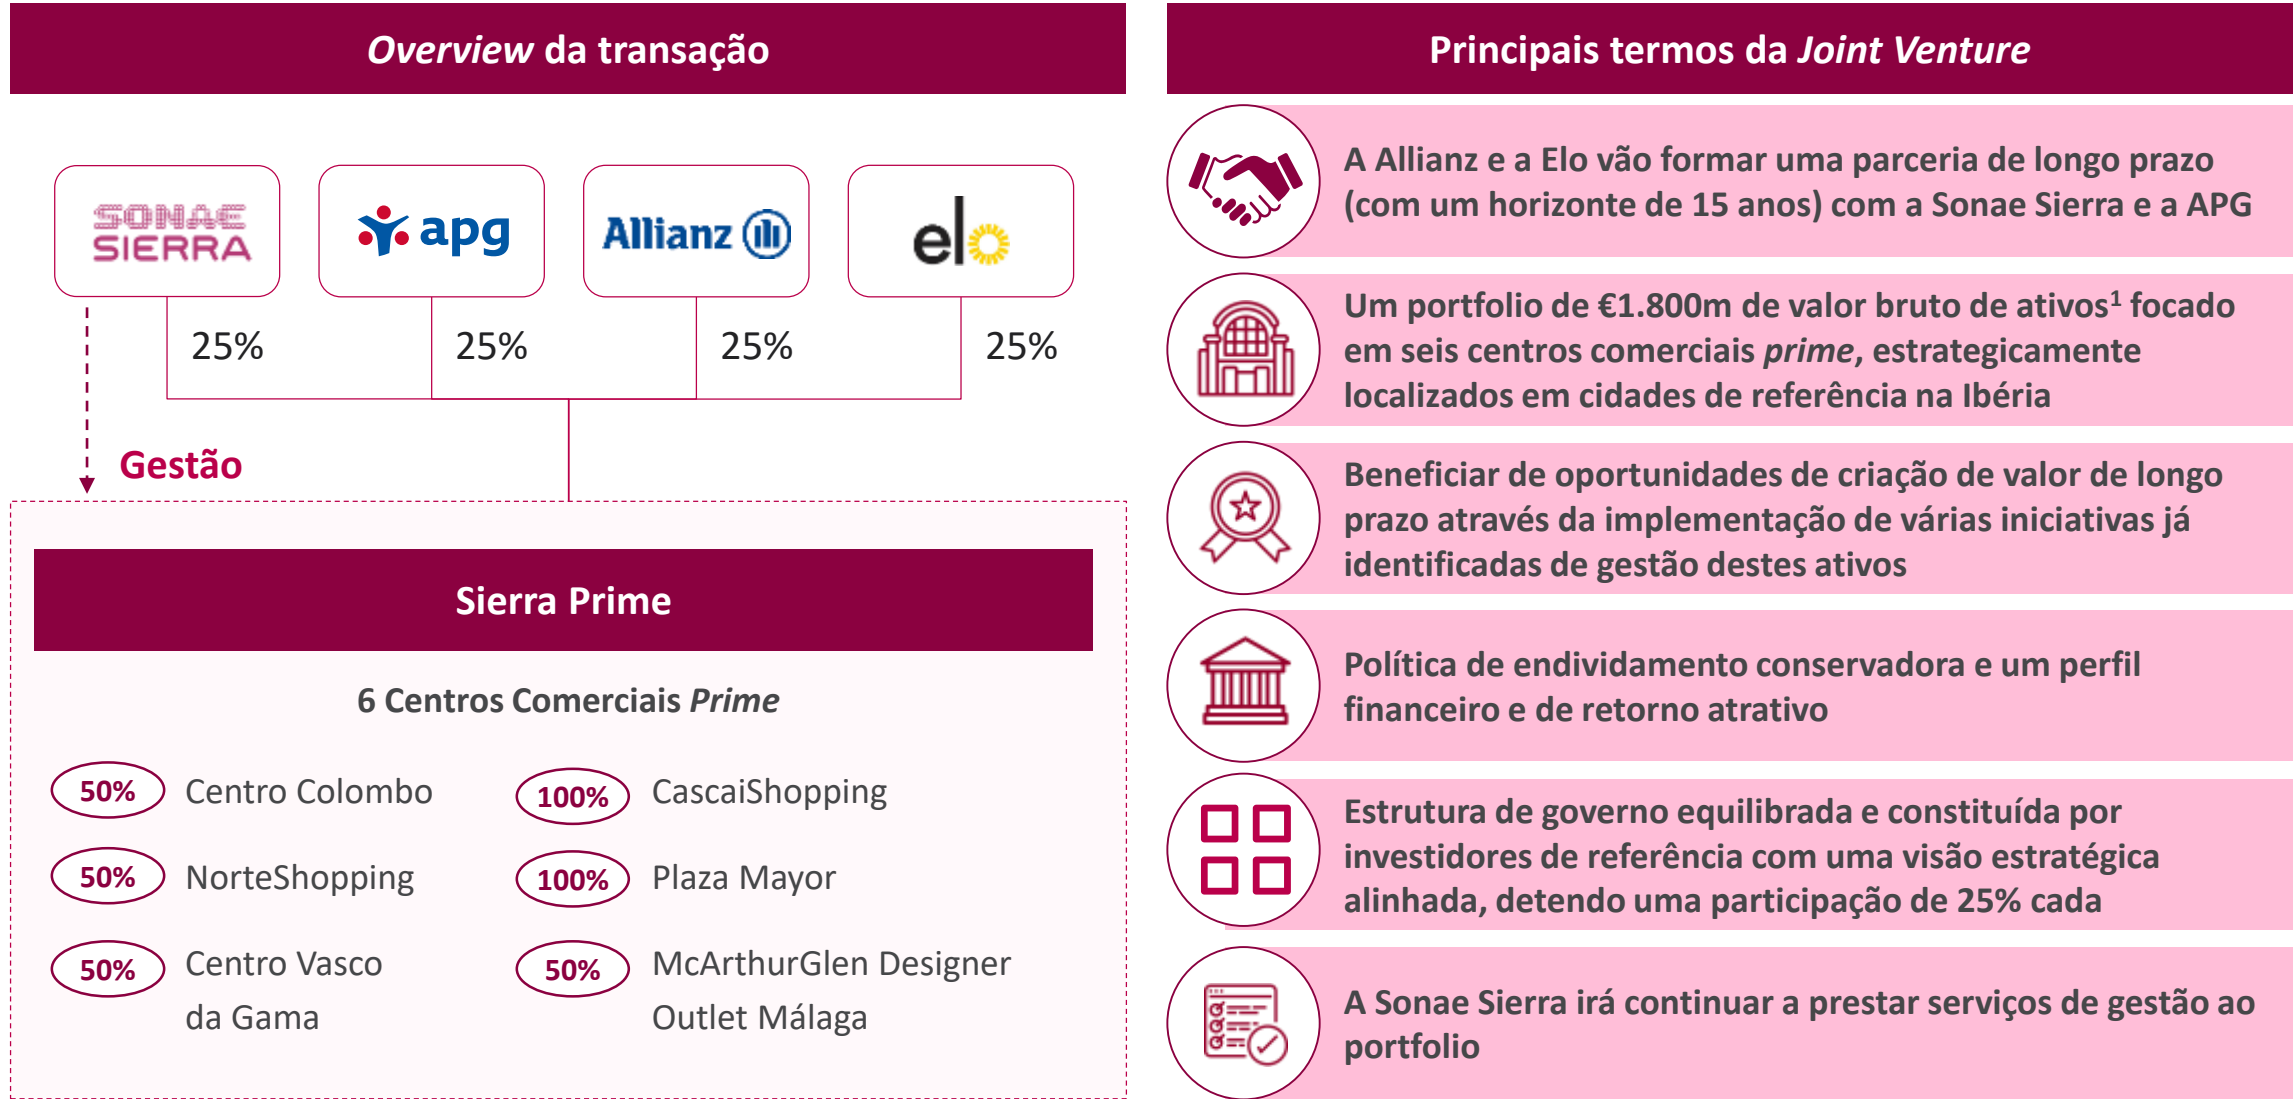 Overview da transação
SONAE
SIERRA
apg
Allianz
elo
25%
25%
25%
25%
Gestão
Sierra Prime
6 Centros Comerciais Prime
50%
Centro Colombo
100%
CascaiShopping
50%
NorteShopping
100%
Plaza Mayor
50%
Centro Vasco
da Gama
50%
McArthurGlen Designer
Outlet Málaga
Principais termos da Joint Venture
A Allianz e a Elo vão formar uma parceria de longo prazo
(com um horizonte de 15 anos) com a Sonae Sierra e a APG
Um portfolio de €1.800m de valor bruto de ativos¹ focado
em seis centros comerciais prime, estrategicamente
localizados em cidades de referência na Ibéria
Beneficiar de oportunidades de criação de valor de longo
prazo através da implementação de várias iniciativas já
identificadas de gestão destes ativos
Política de endividamento conservadora e um perfil
financeiro e de retorno atrativo
Estrutura de governo equilibrada e constituída por
investidores de referência com uma visão estratégica
alinhada, detendo uma participação de 25% cada
A Sonae Sierra irá continuar a prestar serviços de gestão ao
portfolio